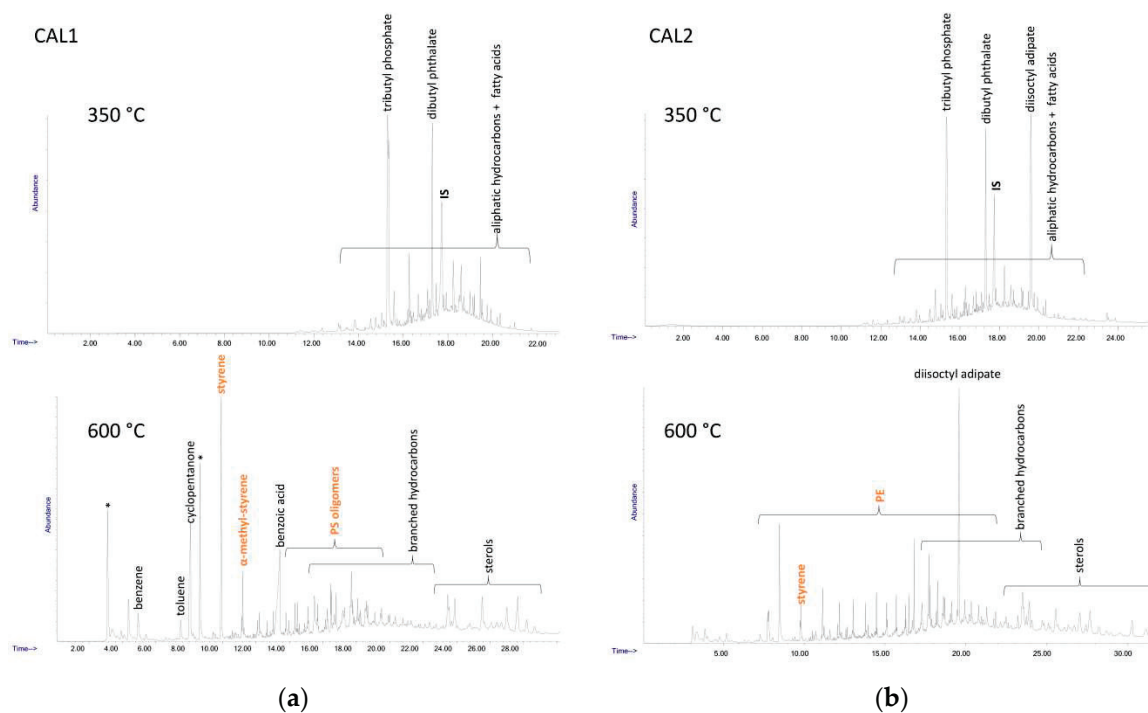 CAL1
350 °C
tributyl phosphate
dibutyl phthalate
IS
aliphatic hydrocarbons + fatty acids
Abundance
Time-->
2.00 4.00 6.00 8.00 10.00 12.00 14.00 16.00 18.00 20.00 22.00
600 °C
*
benzene
toluene
cyclopentanone
*
styrene
α-methyl-styrene
benzoic acid
PS oligomers
branched hydrocarbons
sterols
Abundance
Time-->
2.00 4.00 6.00 8.00 10.00 12.00 14.00 16.00 18.00 20.00 22.00 24.00 26.00 28.00
(a)
CAL2
350 °C
tributyl phosphate
dibutyl phthalate
IS
diisoctyl adipate
aliphatic hydrocarbons + fatty acids
Abundance
Time-->
2.00 4.00 6.00 8.00 10.00 12.00 14.00 16.00 18.00 20.00 22.00 24.00
600 °C
styrene
PE
diisoctyl adipate
branched hydrocarbons
sterols
Abundance
Time-->
5.00 10.00 15.00 20.00 25.00 30.00
(b)